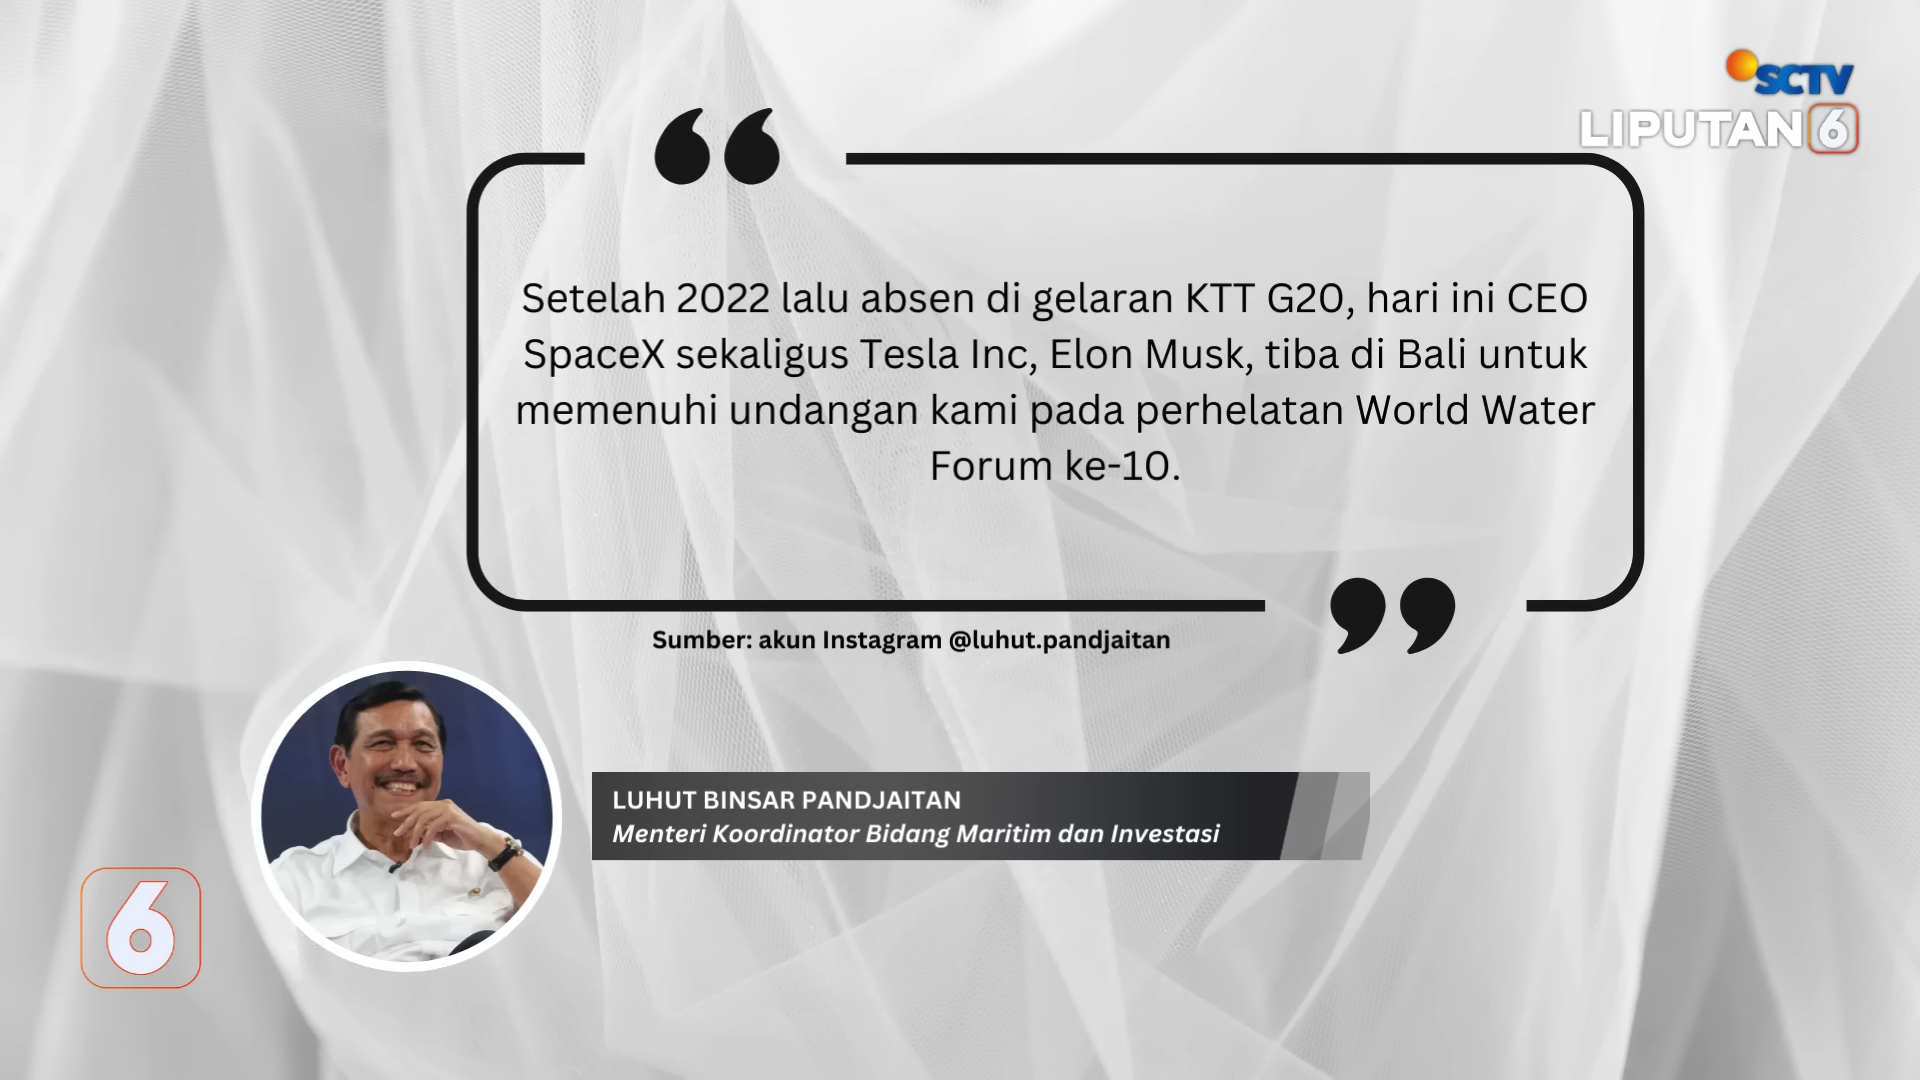 SCTV
LIPUTAN 6
Setelah 2022 lalu absen di gelaran KTT G20, hari ini CEO
SpaceX sekaligus Tesla Inc, Elon Musk, tiba di Bali untuk
memenuhi undangan kami pada perhelatan World Water
Forum ke-10.
Sumber: akun Instagram @luhut.pandjaitan
LUHUT BINSAR PANDJAITAN
Menteri Koordinator Bidang Maritim dan Investasi
6